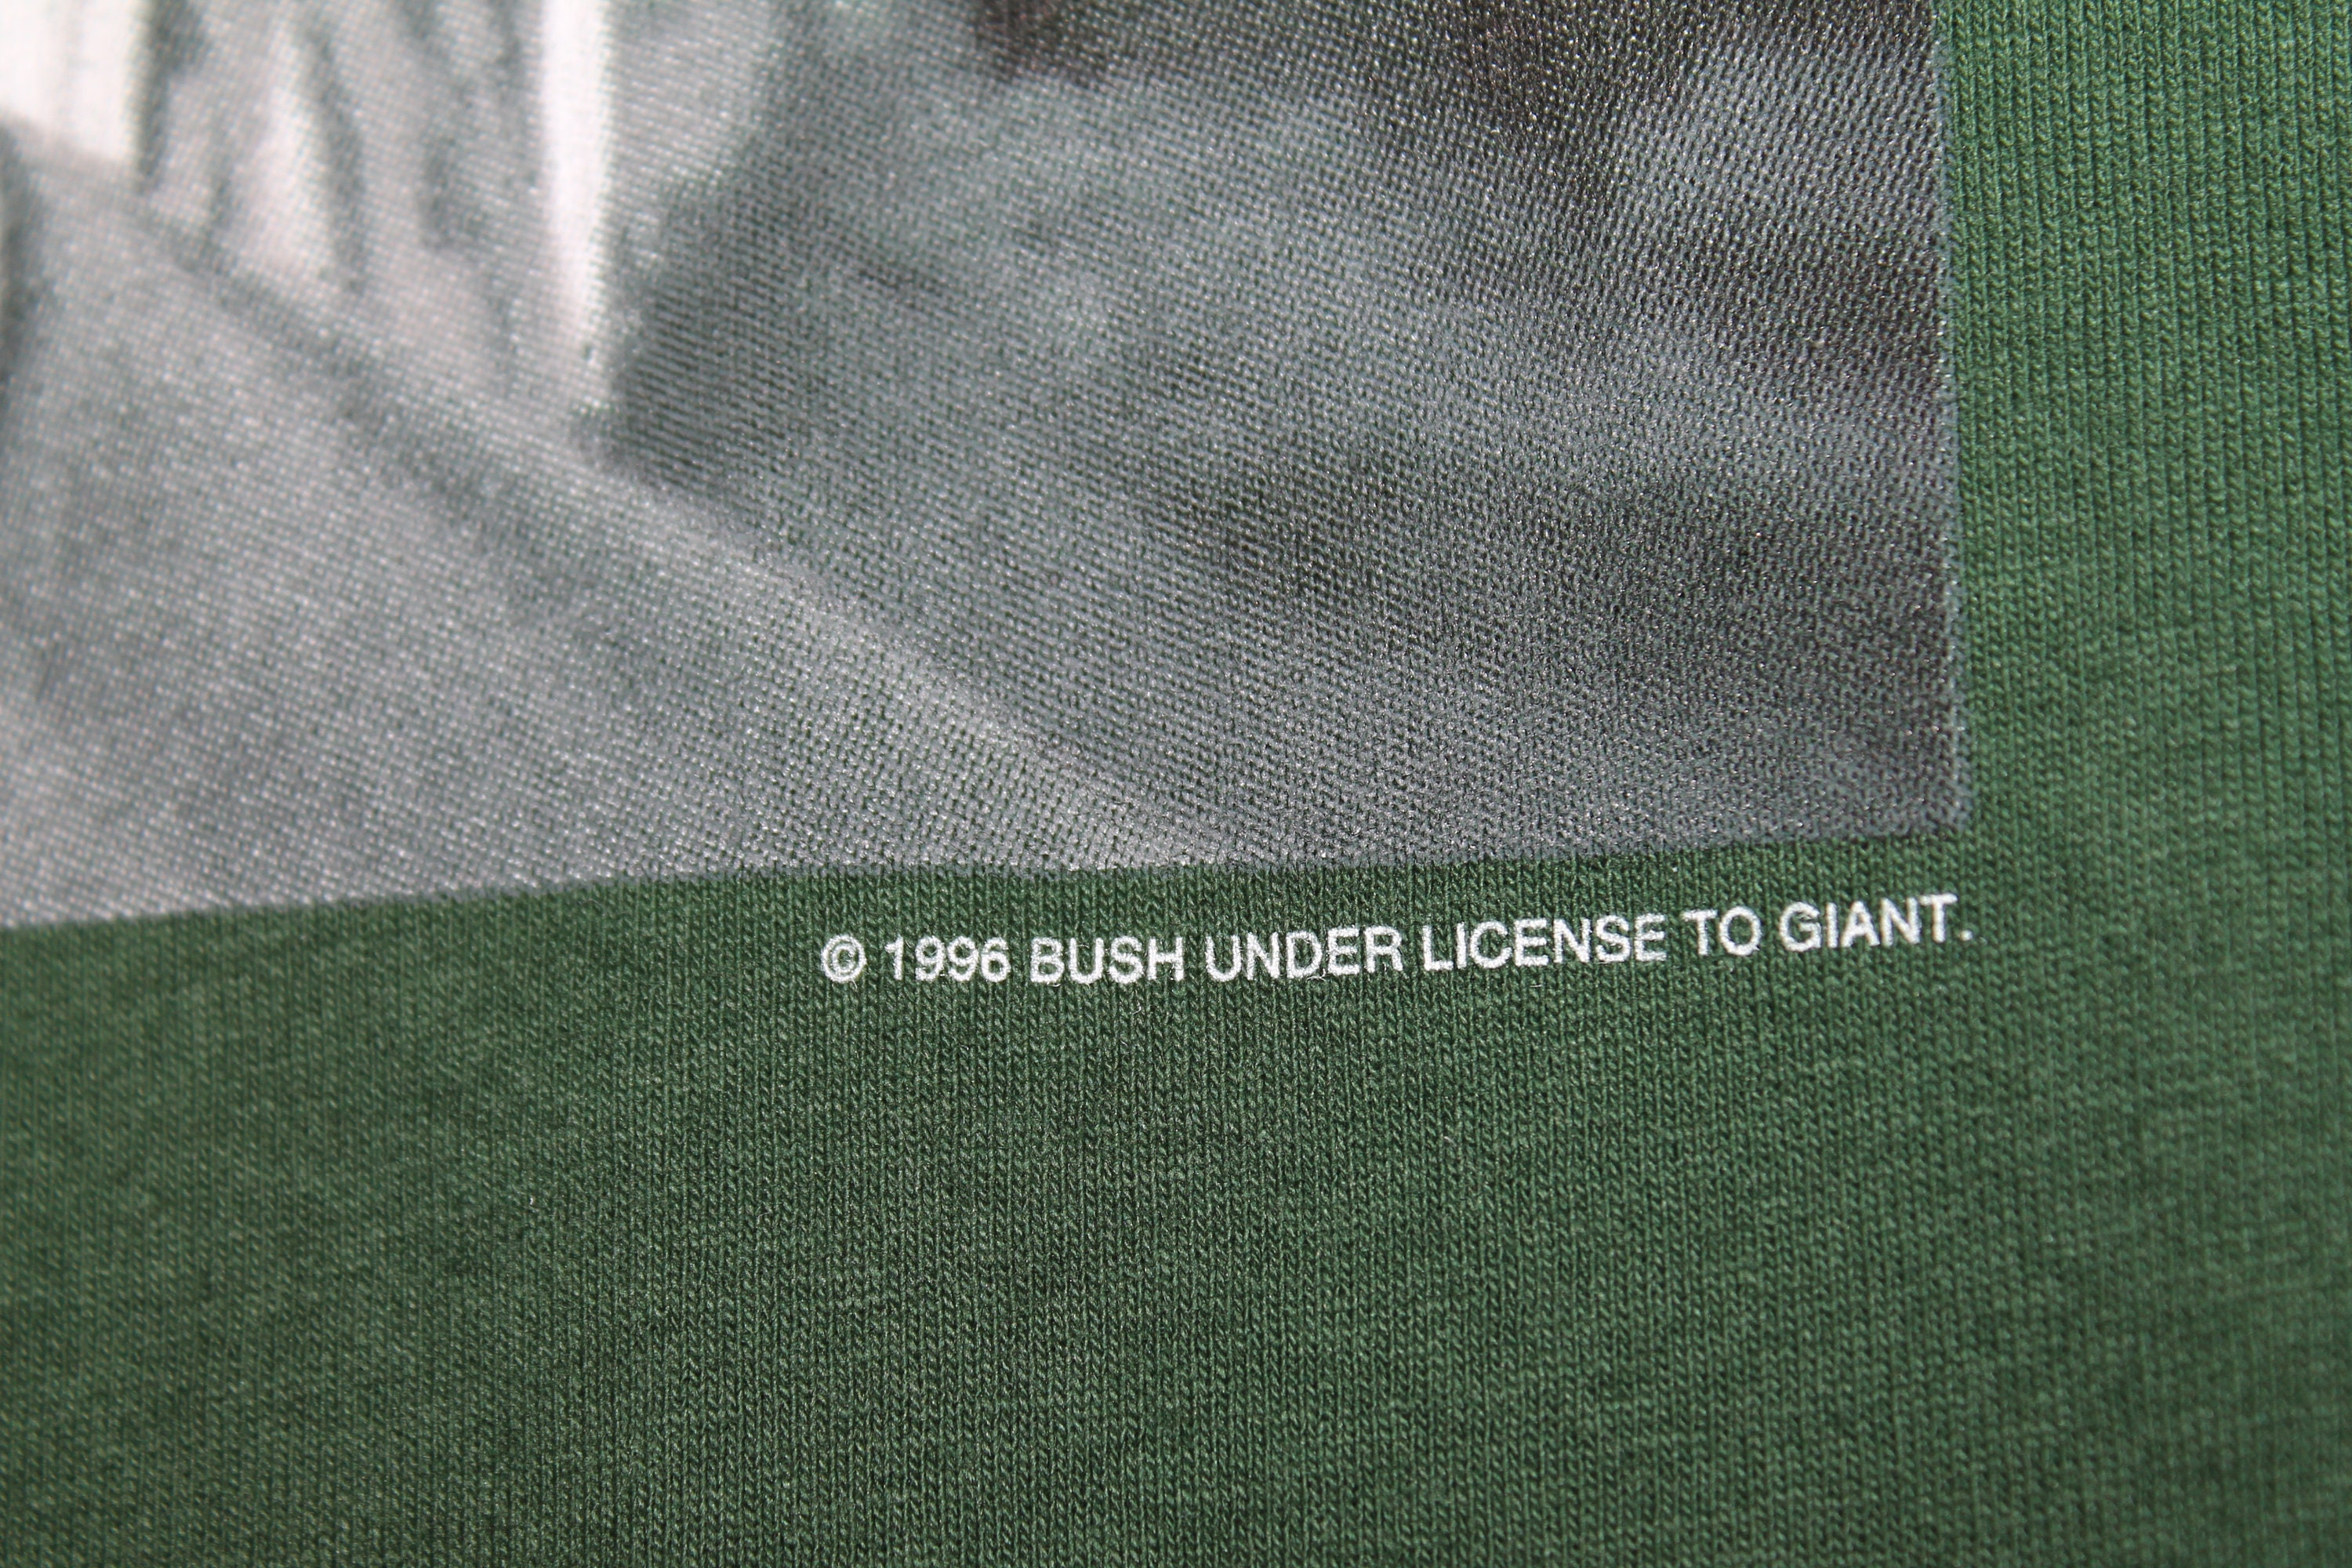 © 1996 BUSH UNDER LICENSE TO GIANT.